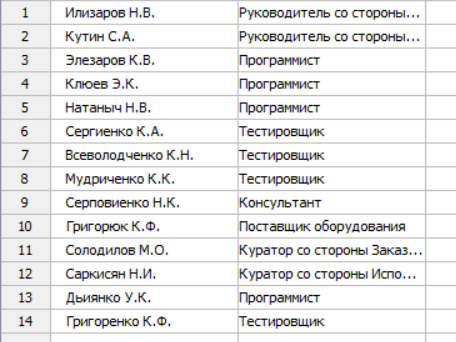 1 Илизаров Н.В. Руководитель со стороны...
2 Кутин С.А. Руководитель со стороны...
3 Элезаров К.В. Программист
4 Клюев Э.К. Программист
5 Натаныч Н.В. Программист
6 Сергиенко К.А. Тестировщик
7 Всеволодченко К.Н. Тестировщик
8 Мудриченко К.К. Тестировщик
9 Серповиенко Н.К. Консультант
10 Григорюк К.Ф. Поставщик оборудования
11 Солодилов М.О. Куратор со стороны Заказ...
12 Саркисян Н.И. Куратор со стороны Испо...
13 Дьиянко У.К. Программист
14 Григоренко К.Ф. Тестировщик